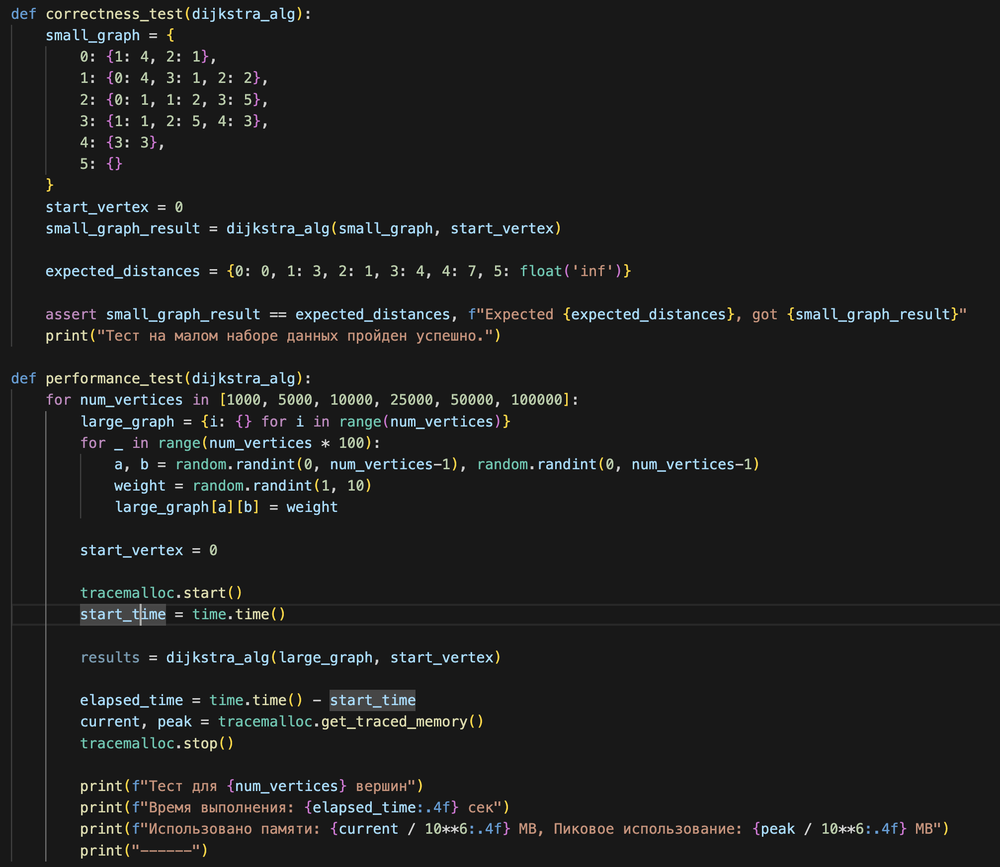 def correctness_test(dijkstra_alg):
    small_graph = {
        0: {1: 4, 2: 1},
        1: {0: 4, 3: 1, 2: 2},
        2: {0: 1, 1: 2, 3: 5},
        3: {1: 1, 2: 5, 4: 3},
        4: {3: 3},
        5: {}
    }
    start_vertex = 0
    small_graph_result = dijkstra_alg(small_graph, start_vertex)

    expected_distances = {0: 0, 1: 3, 2: 1, 3: 4, 4: 7, 5: float('inf')}

    assert small_graph_result == expected_distances, f"Expected {expected_distances}, got {small_graph_result}"
    print("Тест на малом наборе данных пройден успешно.")

def performance_test(dijkstra_alg):
    for num_vertices in [1000, 5000, 10000, 25000, 50000, 100000]:
        large_graph = {i: {} for i in range(num_vertices)}
        for _ in range(num_vertices * 100):
            a, b = random.randint(0, num_vertices-1), random.randint(0, num_vertices-1)
            weight = random.randint(1, 10)
            large_graph[a][b] = weight

        start_vertex = 0

        tracemalloc.start()
        start_time = time.time()

        results = dijkstra_alg(large_graph, start_vertex)

        elapsed_time = time.time() - start_time
        current, peak = tracemalloc.get_traced_memory()
        tracemalloc.stop()

        print(f"Тест для {num_vertices} вершин")
        print(f"Время выполнения: {elapsed_time:.4f} сек")
        print(f"Использовано памяти: {current / 10**6:.4f} MB, Пиковое использование: {peak / 10**6:.4f} MB")
        print("------")